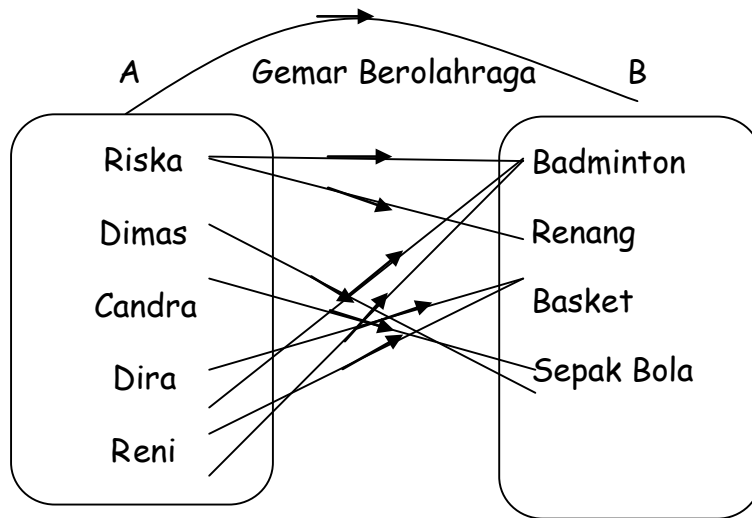 A Gemar Berolahraga B
Riska Badminton
Dimas Renang
Candra Basket
Dira Sepak Bola
Reni